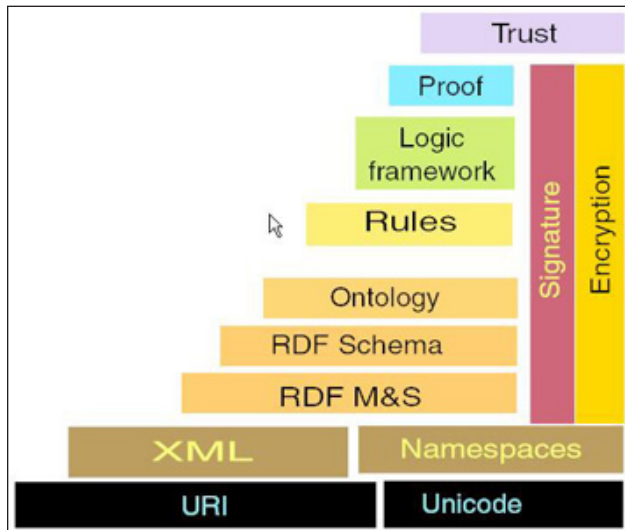 Trust
Proof
Logic
framework
Rules
Ontology
RDF Schema
RDF M&S
Signature
Encryption
XML
Namespaces
URI
Unicode